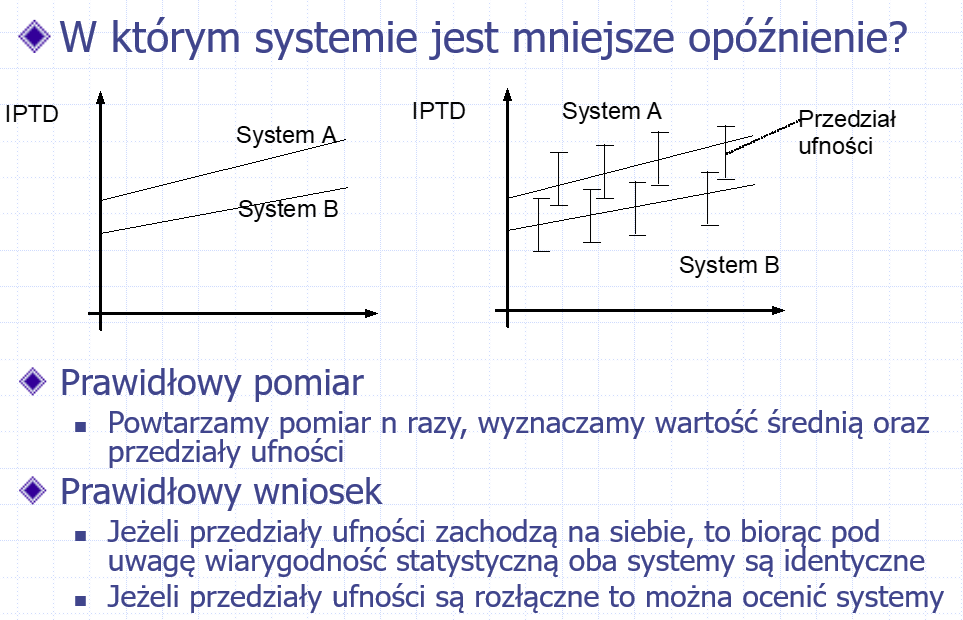 W którym systemie jest mniejsze opóźnienie?
IPTD
System A
System B
IPTD
System A
Przedział
ufności
System B
Prawidłowy pomiar
Powtarzamy pomiar n razy, wyznaczamy wartość średnią oraz
przedziały ufności
Prawidłowy wniosek
Jeżeli przedziały ufności zachodzą na siebie, to biorąc pod
uwagę wiarygodność statystyczną oba systemy są identyczne
Jeżeli przedziały ufności są rozłączne to można ocenić systemy